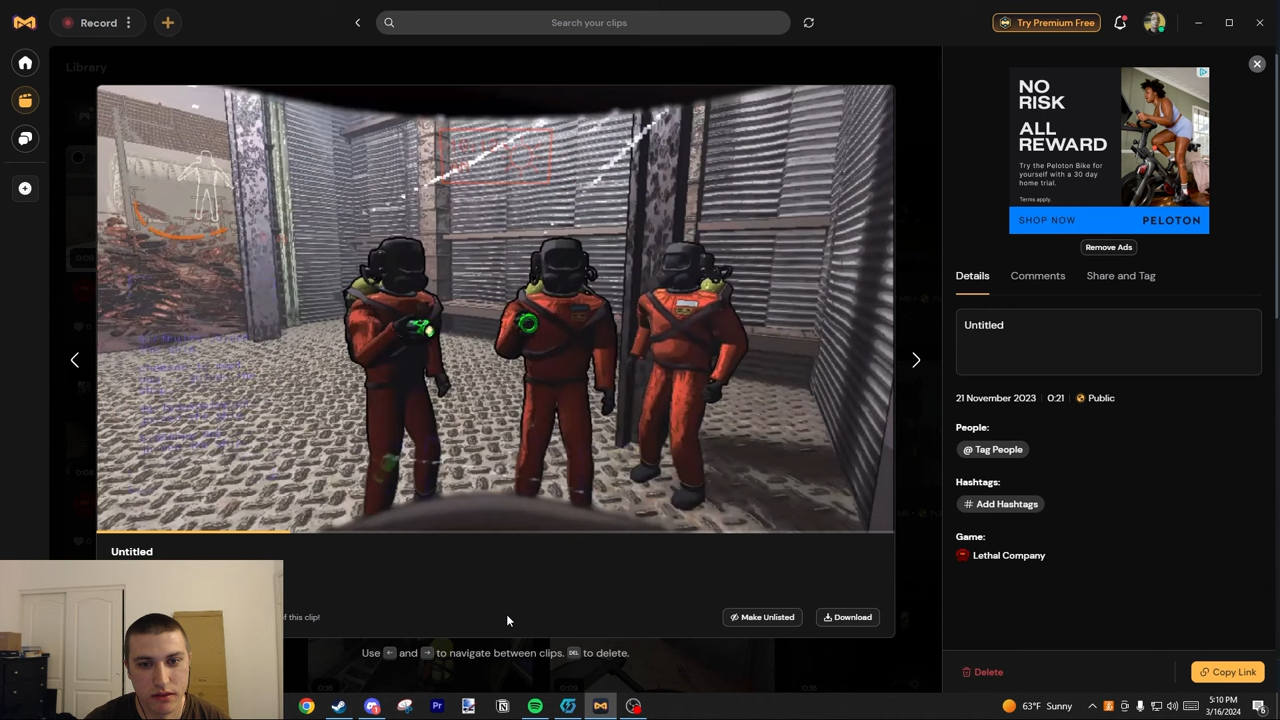 Record
Search your clips
Try Premium Free
Library
NO
RISK
ALL
REWARD
Try the Peloton Bike for
yourself with a 30 day
home trial.
Terms apply.
SHOP NOW
PELOTON
Remove Ads
Details
Comments
Share and Tag
Untitled
21 November 2023
0:21
Public
People:
@ Tag People
Hashtags:
# Add Hashtags
Game:
Lethal Company
Untitled
of this clip!
Make Unlisted
Download
Use ← and → to navigate between clips. DEL to delete.
Delete
Copy Link
Pr
63°F Sunny
5:10 PM
3/16/2024
6